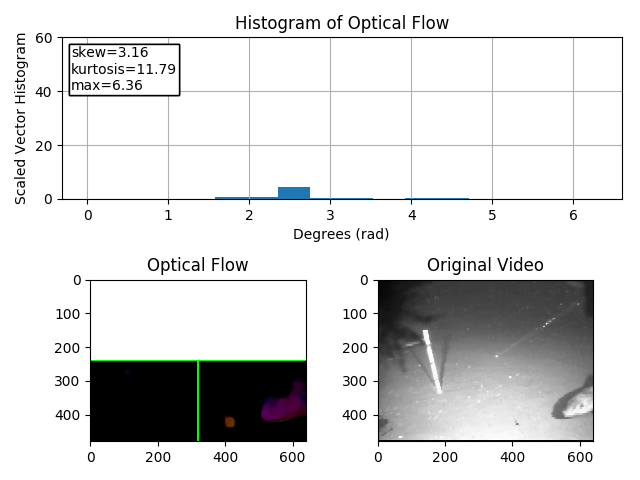 Histogram of Optical Flow
Scaled Vector Histogram
60
40
20
0
skew=3.16
kurtosis=11.79
max=6.36
0 1 2 3 4 5 6
Degrees (rad)
Optical Flow
0
100
200
300
400
0 200 400 600
Original Video
0
100
200
300
400
0 200 400 600